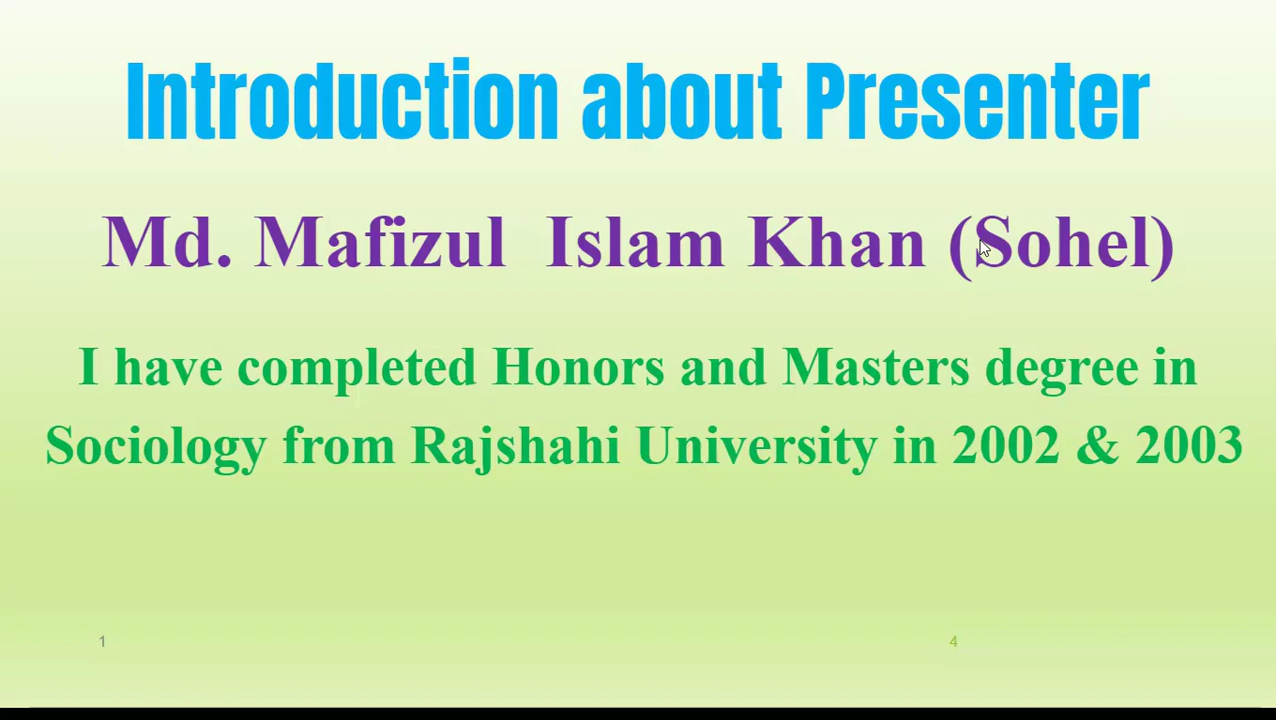 Introduction about Presenter
Md. Mafizul Islam Khan (Sohel)
I have completed Honors and Masters degree in
Sociology from Rajshahi University in 2002 & 2003
1 4